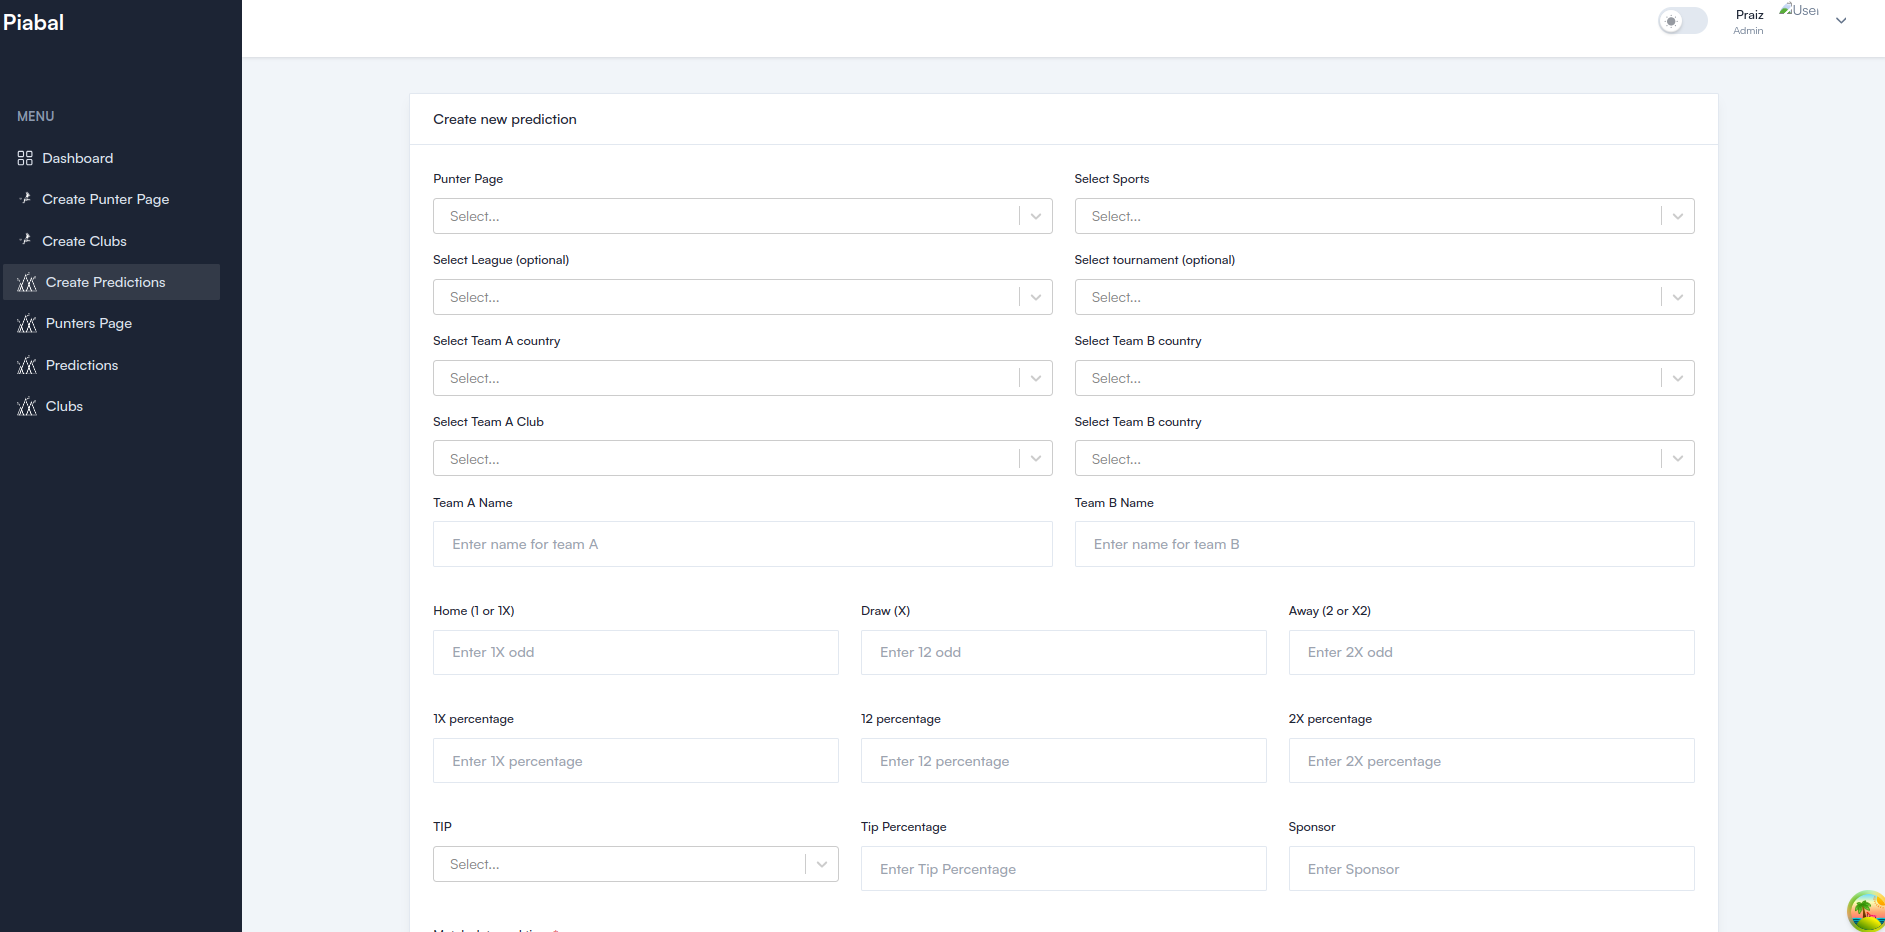 Piabal
Praiz
Admin
User
MENU
Dashboard
Create Punter Page
Create Clubs
Create Predictions
Punters Page
Predictions
Clubs
Create new prediction
Punter Page
Select Sports
Select...
Select...
Select League (optional)
Select tournament (optional)
Select...
Select...
Select Team A country
Select Team B country
Select...
Select...
Select Team A Club
Select Team B country
Select...
Select...
Team A Name
Team B Name
Enter name for team A
Enter name for team B
Home (1 or 1X)
Draw (X)
Away (2 or X2)
Enter 1X odd
Enter 12 odd
Enter 2X odd
1X percentage
12 percentage
2X percentage
Enter 1X percentage
Enter 12 percentage
Enter 2X percentage
TIP
Tip Percentage
Sponsor
Select...
Enter Tip Percentage
Enter Sponsor